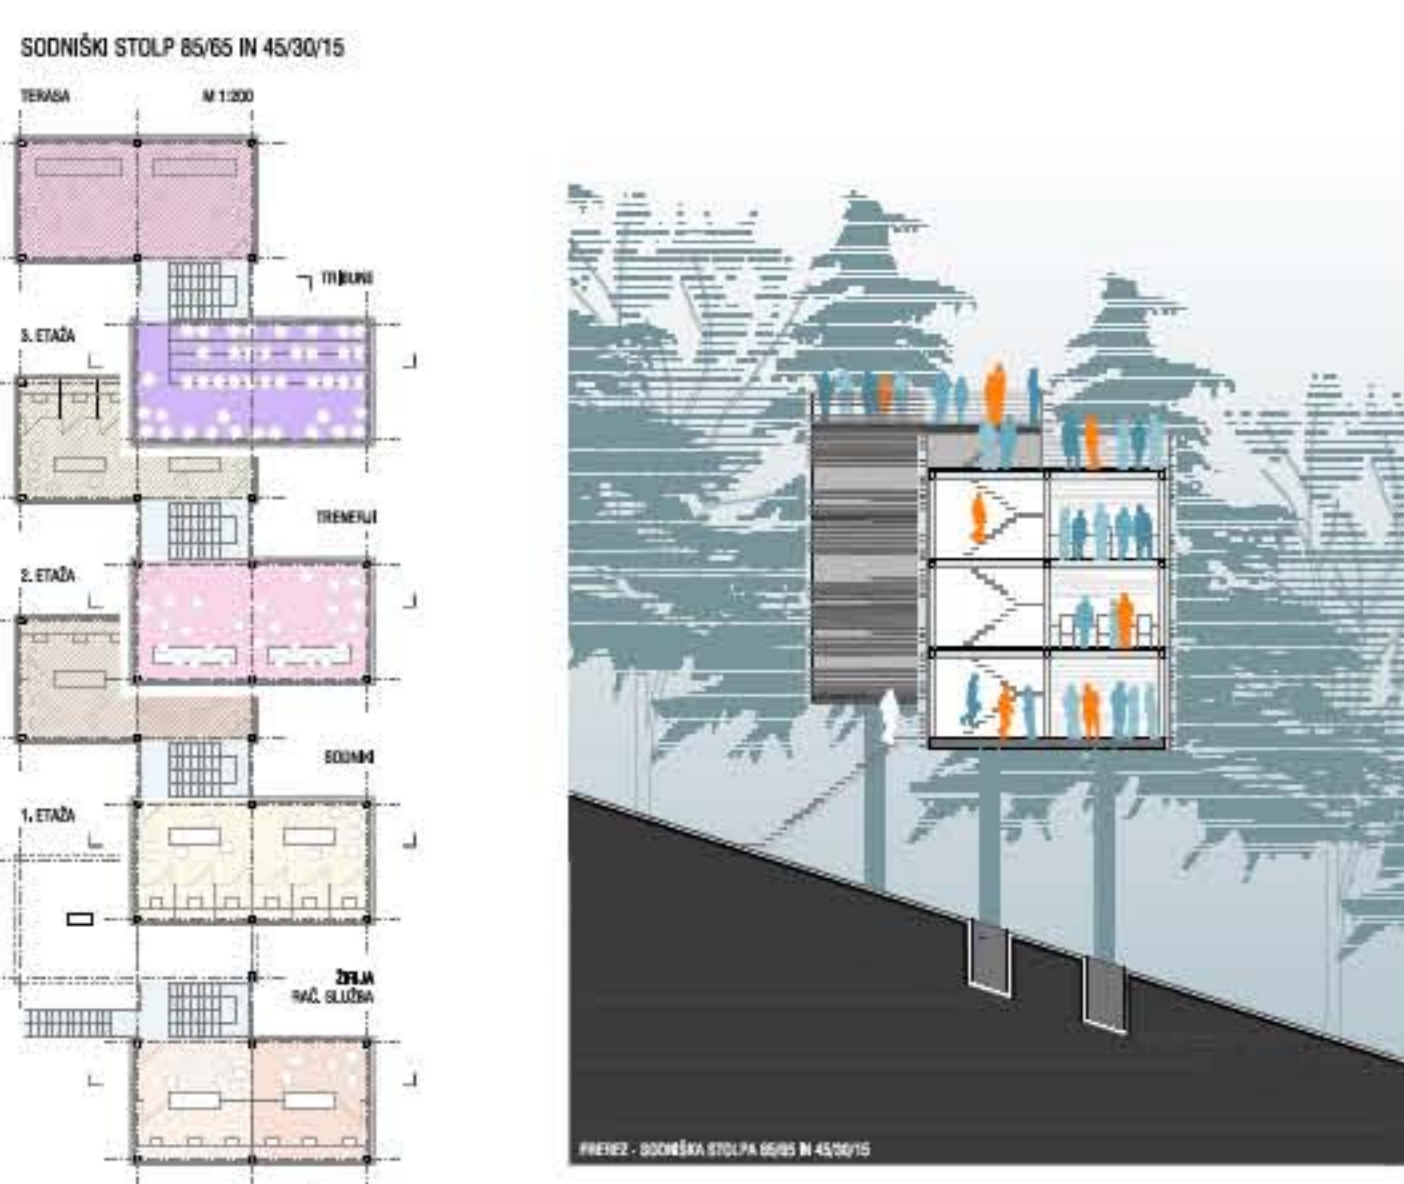 SODNIŠKI STOLP 85/65 IN 45/30/15
TERASA
M 1:200
TRIBUNE
3. ETAŽA
TRENERJI
2. ETAŽA
SODNIKI
1. ETAŽA
ŽIRIJA
RAČ. SLUŽBA
PREREZ - SODNIŠKA STOLPA 85/65 IN 45/30/15